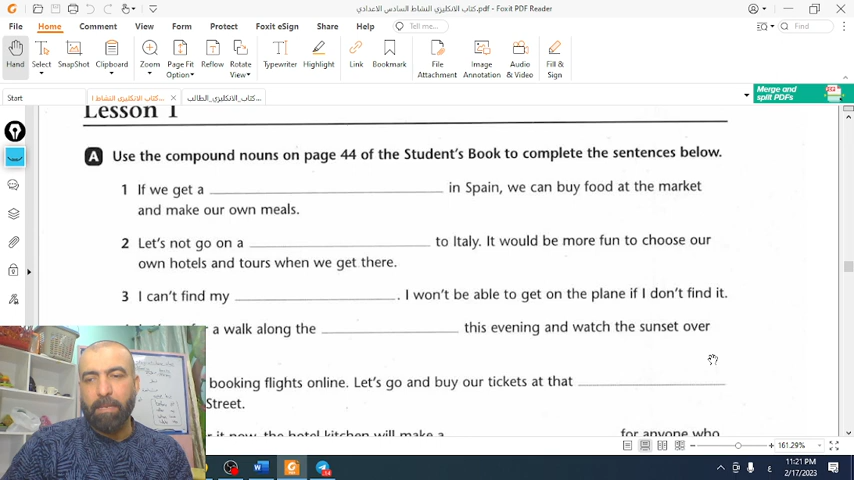 كتاب الانكليزي النشاط السادس الاعدادي.pdf - Foxit PDF Reader
File Home Comment View Form Protect Foxit eSign Share Help Tell me... Find
Hand Select SnapShot Clipboard Zoom Page Fit Option Reflow Rotate View Typewriter Highlight Link Bookmark File Attachment Image Annotation Audio & Video Fill & Sign
Start
كتاب الانكليزي النشاط ا...
كتاب_الانكليزي_الطالب...
Merge and split PDFs
Lesson 1
A Use the compound nouns on page 44 of the Student's Book to complete the sentences below.
1 If we get a in Spain, we can buy food at the market
and make our own meals.
2 Let's not go on a to Italy. It would be more fun to choose our
own hotels and tours when we get there.
3 I can't find my . I won't be able to get on the plane if I don't find it.
for a walk along the this evening and watch the sunset over
booking flights online. Let's go and buy our tickets at that
Street.
it now, the hotel kitchen will make a for anyone who
161.29%
11:21 PM
2/17/2023